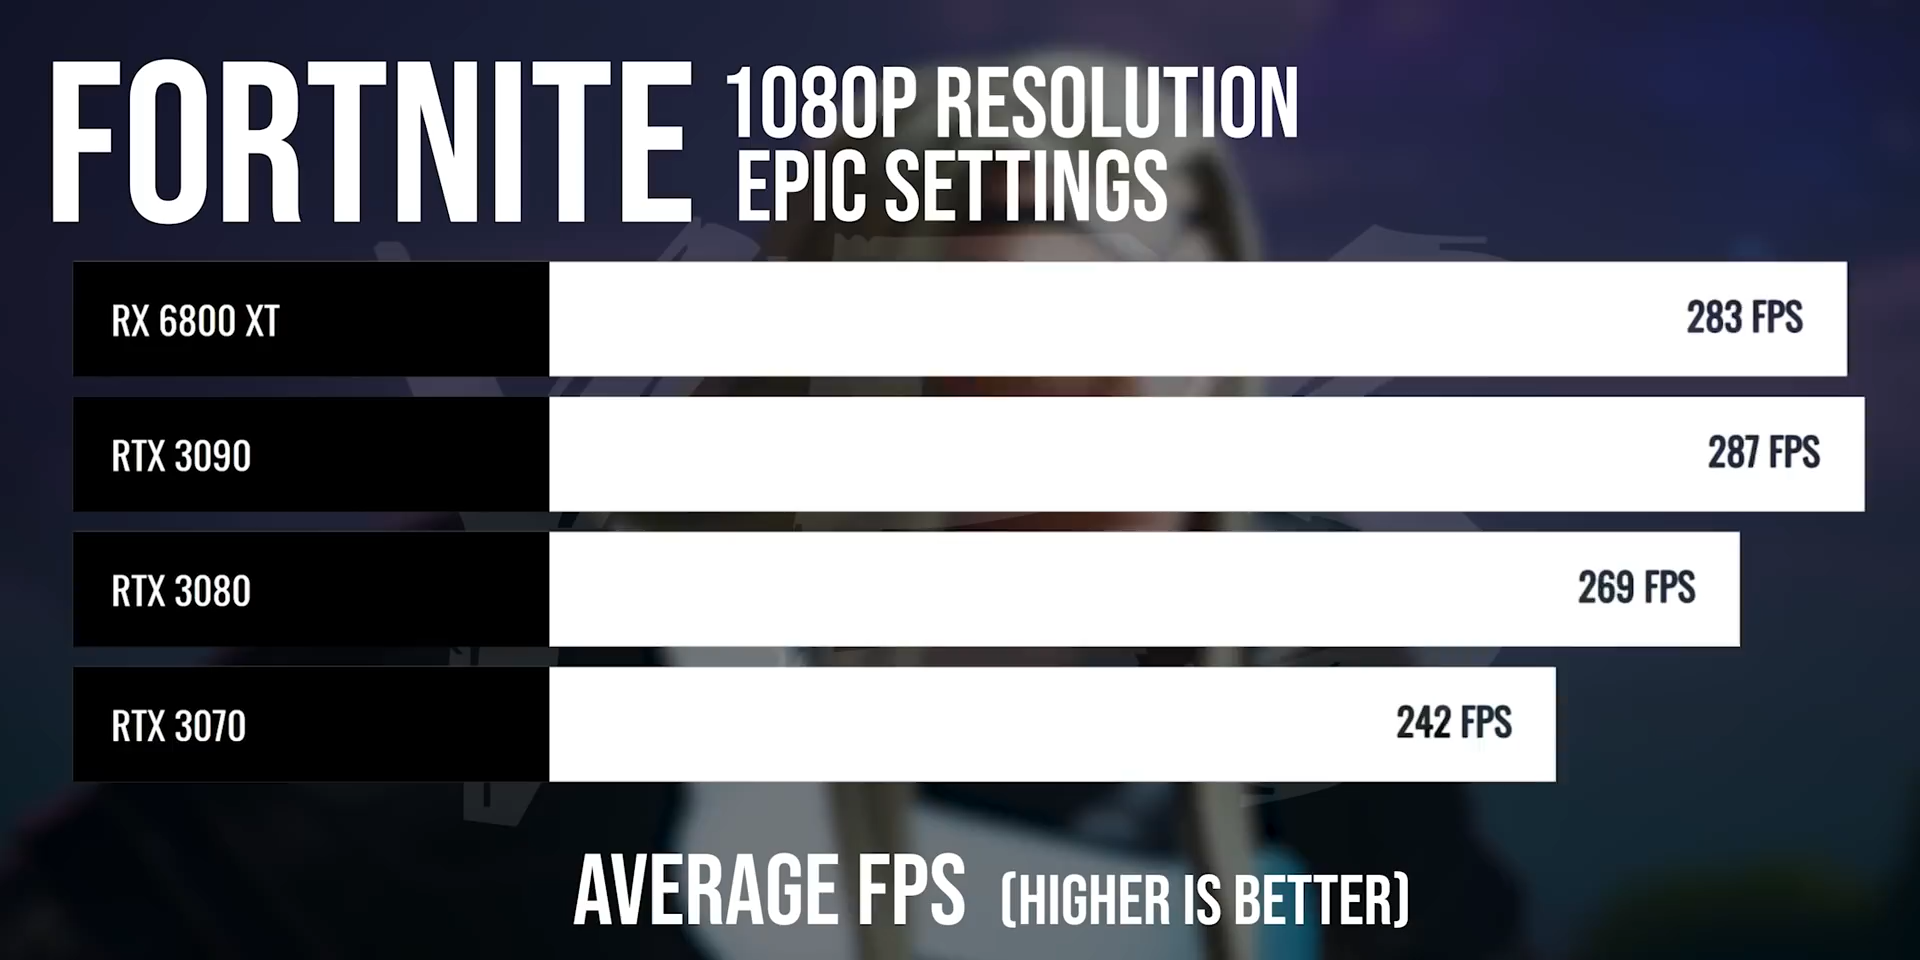 FORTNITE
1080P RESOLUTION
EPIC SETTINGS
RX 6800 XT
283 FPS
RTX 3090
287 FPS
RTX 3080
269 FPS
RTX 3070
242 FPS
AVERAGE FPS (HIGHER IS BETTER)